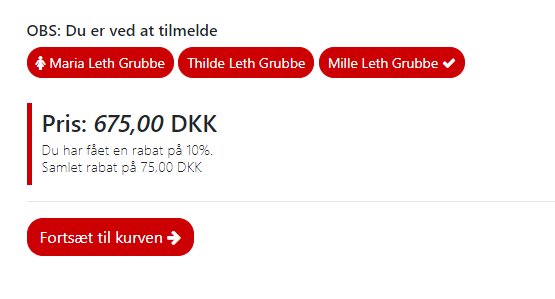 OBS: Du er ved at tilmelde
Maria Leth Grubbe Thilde Leth Grubbe Mille Leth Grubbe
Pris: 675,00 DKK
Du har fået en rabat på 10%.
Samlet rabat på 75,00 DKK
Fortsæt til kurven